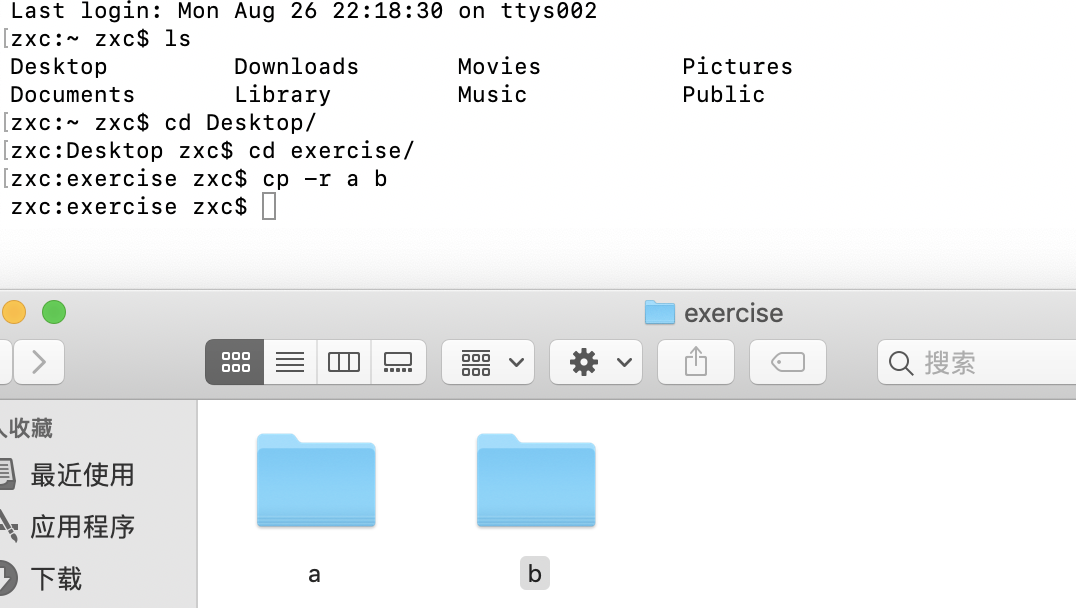 Last login: Mon Aug 26 22:18:30 on ttys002
[zxc:~ zxc$ ls
Desktop Downloads Movies Pictures
Documents Library Music Public
[zxc:~ zxc$ cd Desktop/
[zxc:Desktop zxc$ cd exercise/
[zxc:exercise zxc$ cp -r a b
zxc:exercise zxc$
exercise
搜索
人收藏
最近使用
应用程序
下载
a
b